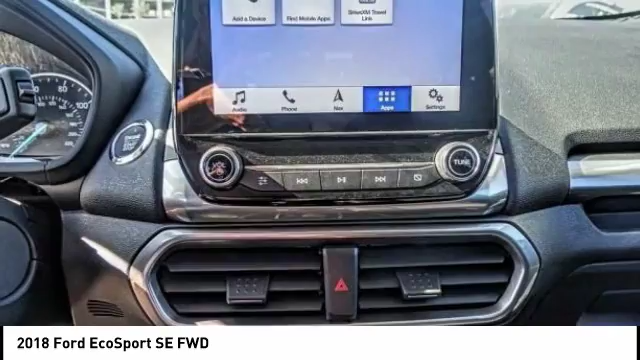 Add a Device
Find Mobile Apps
SiriusXM Travel
Link
Audio
Phone
Nav
Apps
Settings
TUNE
2018 Ford EcoSport SE FWD